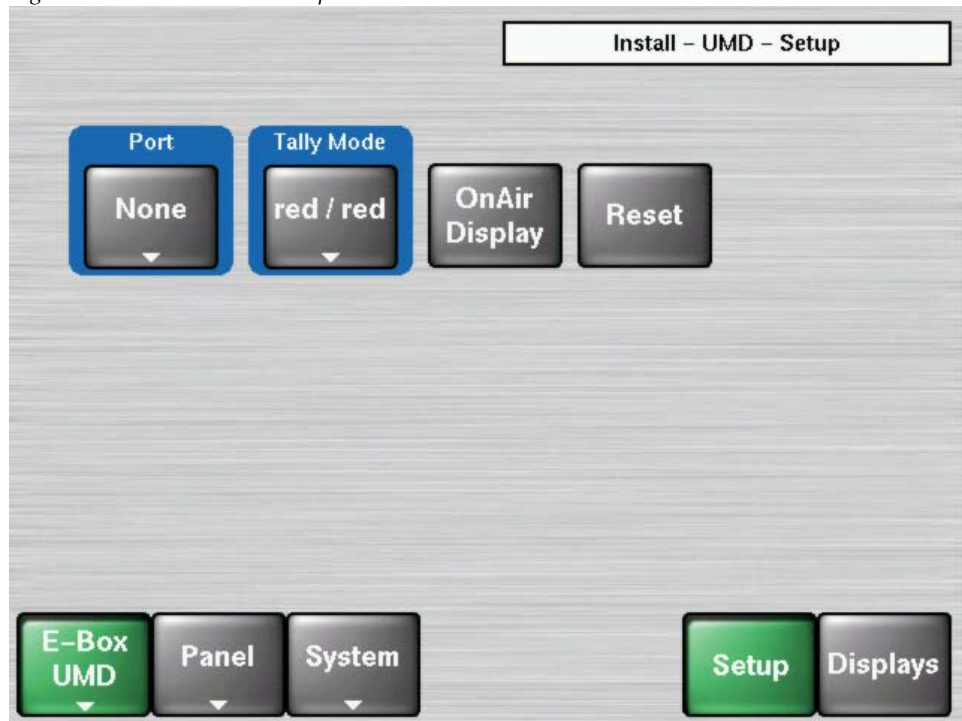 Install – UMD – Setup
Port
Tally Mode
None
red / red
OnAir
Display
Reset
E–Box
UMD
Panel
System
Setup
Displays